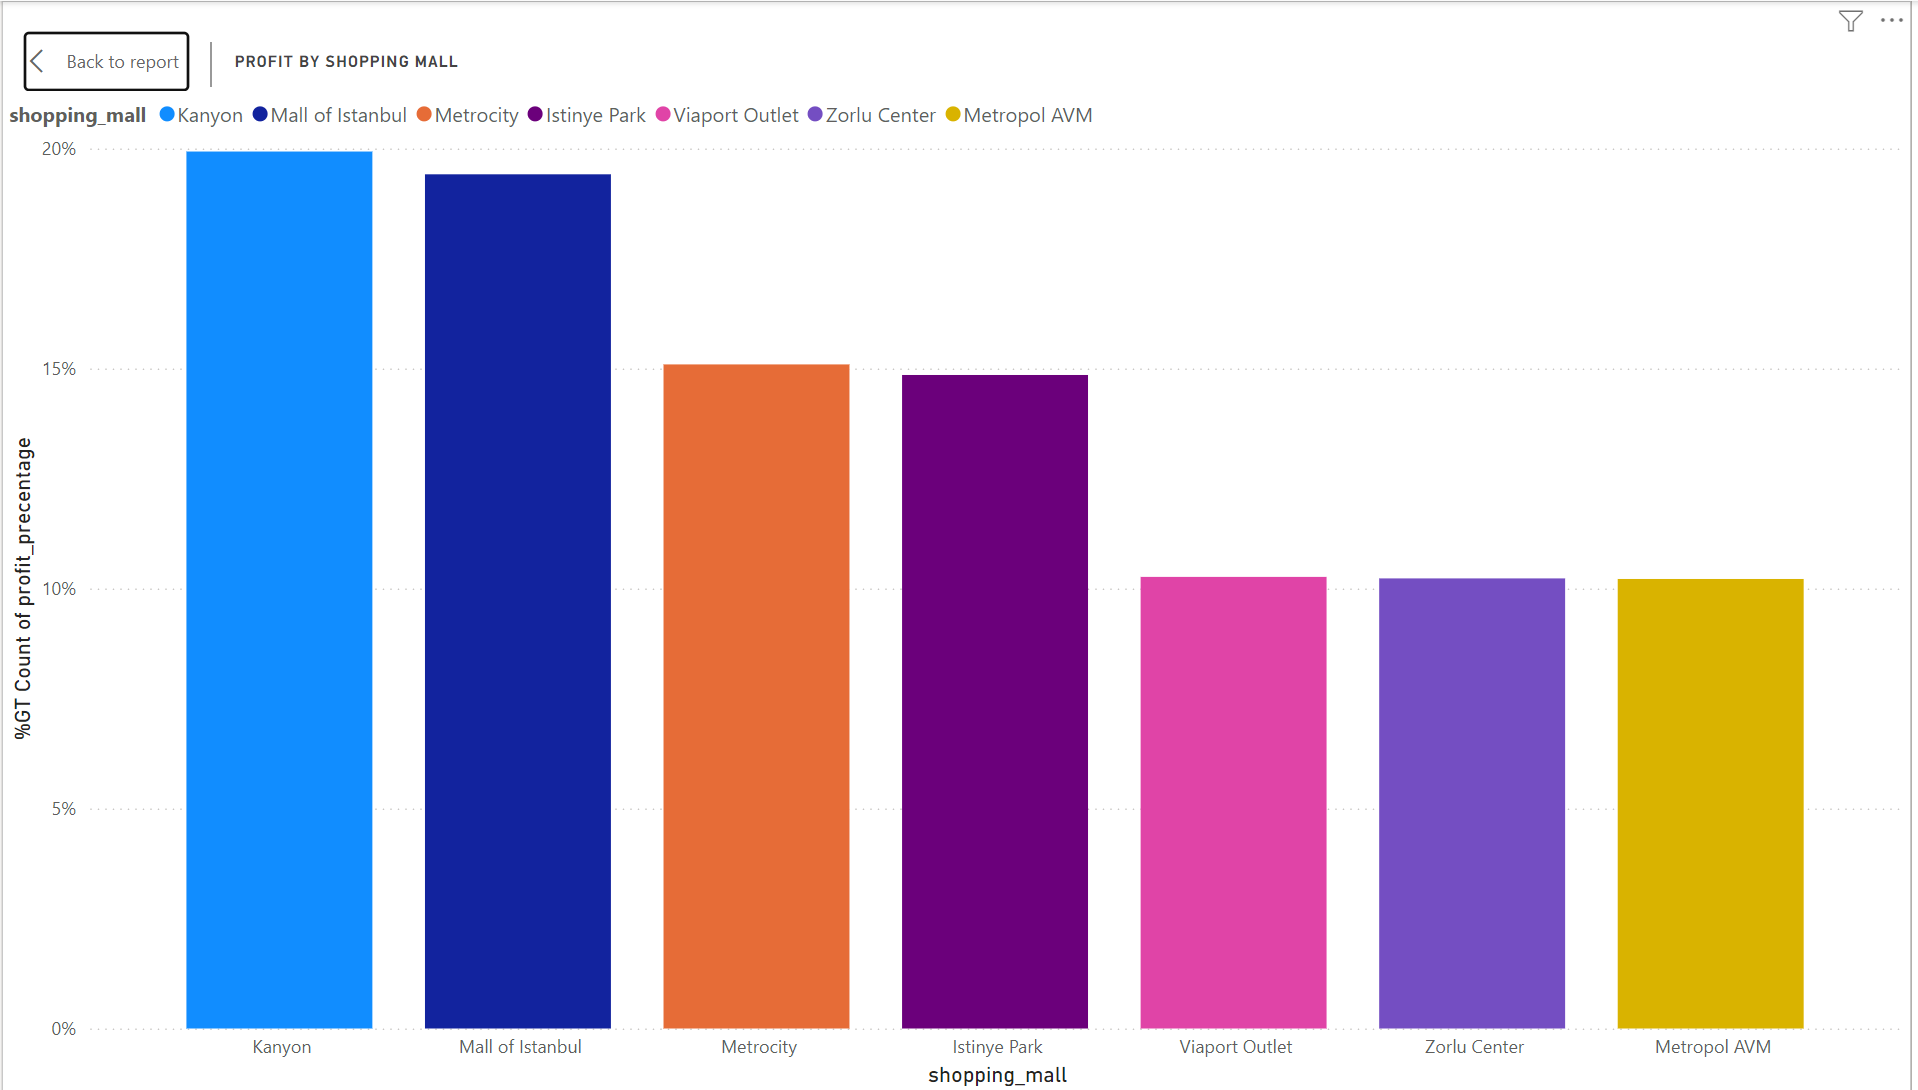 Back to report
PROFIT BY SHOPPING MALL
shopping_mall Kanyon Mall of Istanbul Metrocity Istinye Park Viaport Outlet Zorlu Center Metropol AVM
20%
15%
10%
5%
0%
%GT Count of profit_precentage
Kanyon Mall of Istanbul Metrocity Istinye Park Viaport Outlet Zorlu Center Metropol AVM
shopping_mall